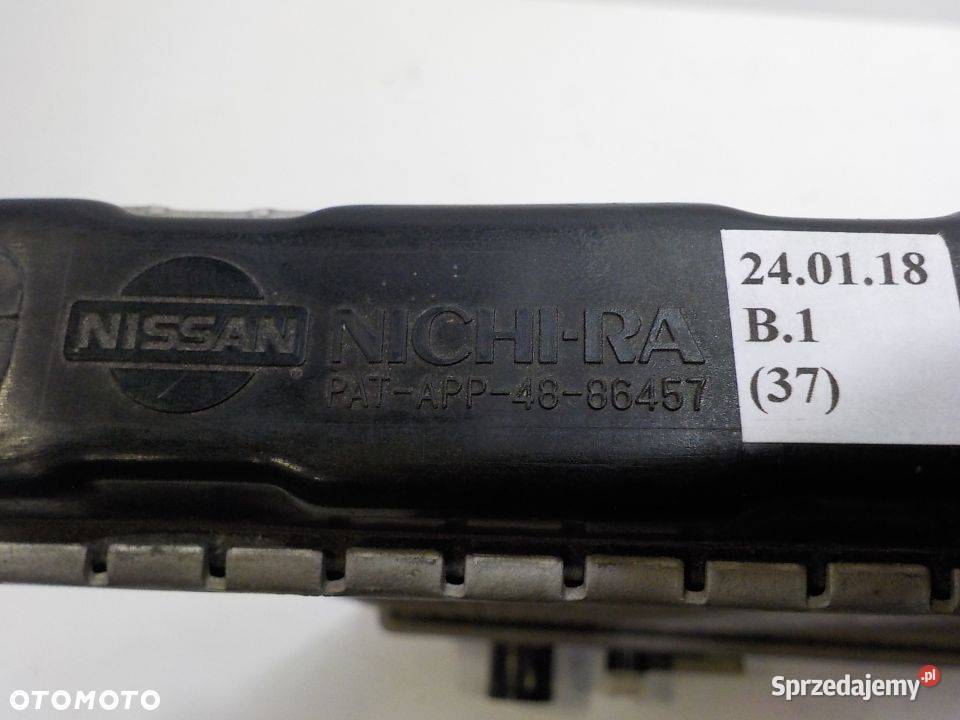 NISSAN
NICHI-RA
PAT-APP-48-86457
24.01.18
B.1
(37)
OTOMOTO
Sprzedajemy.pl